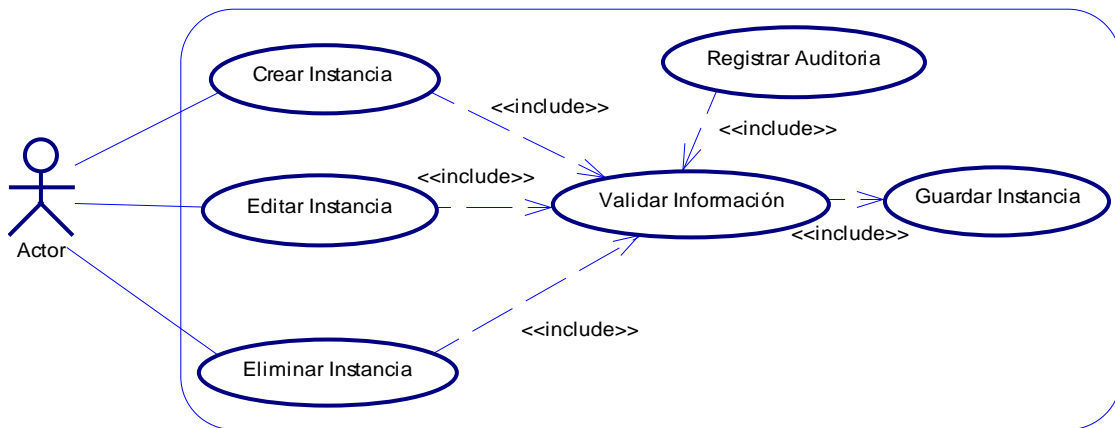 Crear Instancia
Registrar Auditoria
<<include>>
<<include>>
<<include>>
Editar Instancia
Validar Información
Guardar Instancia
<<include>>
Actor
<<include>>
Eliminar Instancia